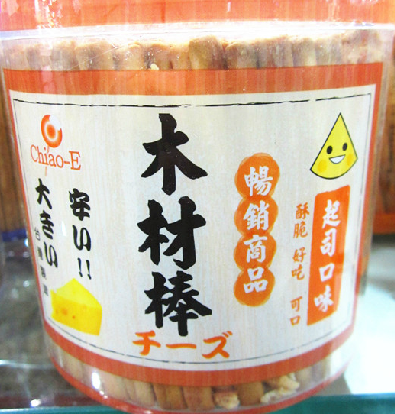 Chiao-E
安い!!
大きい
木材棒
チーズ
暢銷商品
起司口味
酥脆 好吃 可口